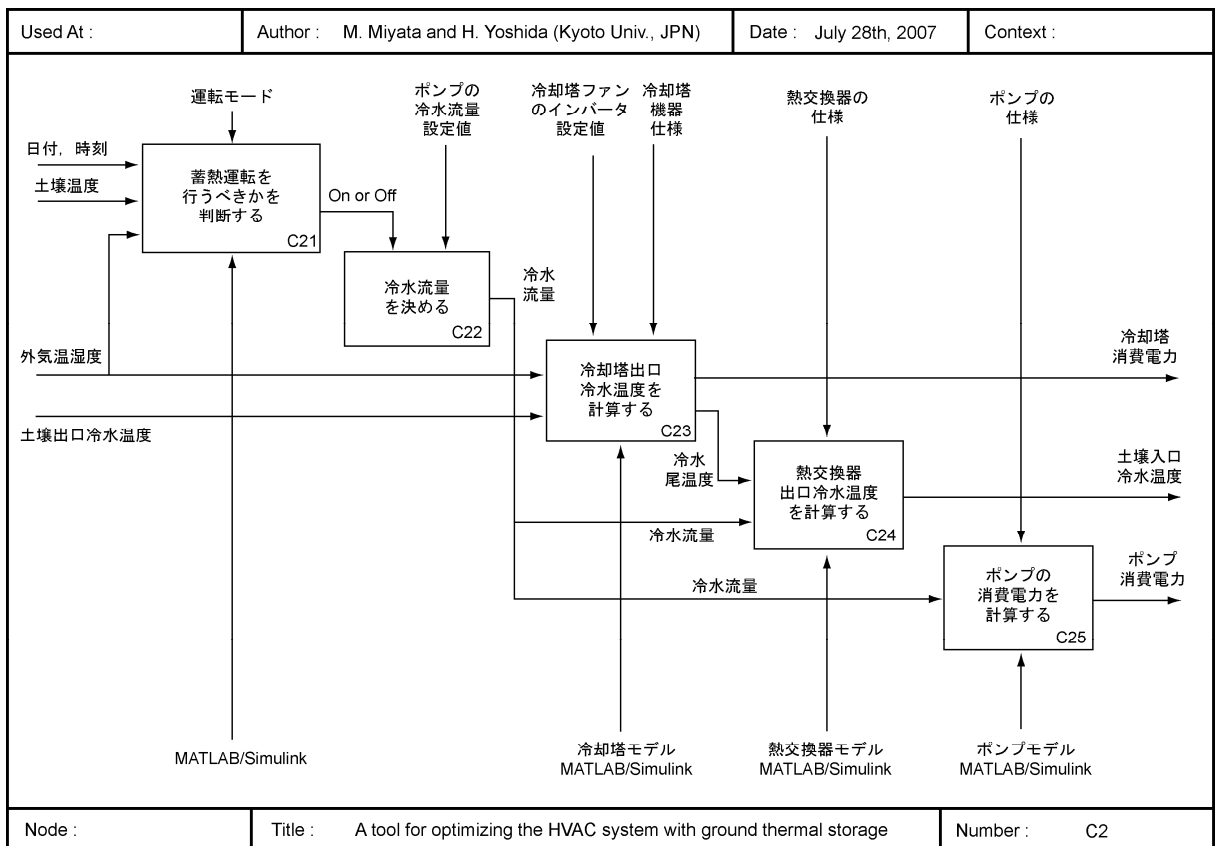 Used At :
Author :  M. Miyata and H. Yoshida (Kyoto Univ., JPN)
Date :  July 28th, 2007
Context :
運転モード
ポンプの
冷水流量
設定値
冷却塔ファン
のインバータ
設定値
冷却塔
機器
仕様
熱交換器の
仕様
ポンプの
仕様
日付，時刻
土壌温度
蓄熱運転を
行うべきかを
判断する
C21
On or Off
冷水流量
を決める
C22
冷水
流量
外気温湿度
冷却塔出口
冷水温度を
計算する
C23
冷却塔
消費電力
土壌出口冷水温度
冷水
尾温度
熱交換器
出口冷水温度
を計算する
C24
土壌入口
冷水温度
冷水流量
冷水流量
ポンプの
消費電力を
計算する
C25
ポンプ
消費電力
MATLAB/Simulink
冷却塔モデル
MATLAB/Simulink
熱交換器モデル
MATLAB/Simulink
ポンプモデル
MATLAB/Simulink
Node :
Title :  A tool for optimizing the HVAC system with ground thermal storage
Number :  C2